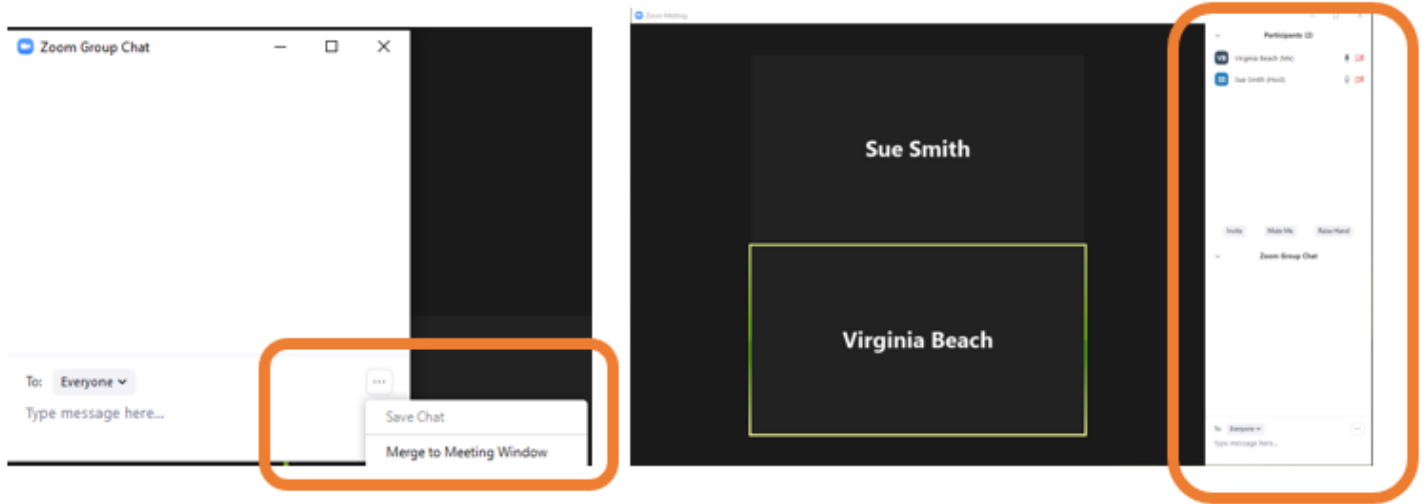 Zoom Group Chat
To: Everyone
Type message here...
...
Save Chat
Merge to Meeting Window
Zoom Meeting
Sue Smith
Virginia Beach
Participants (2)
VB Virginia Beach (Me)
SS Sue Smith (Host)
Invite Mute Me Raise Hand
Zoom Group Chat
To: Everyone
...
Type message here...